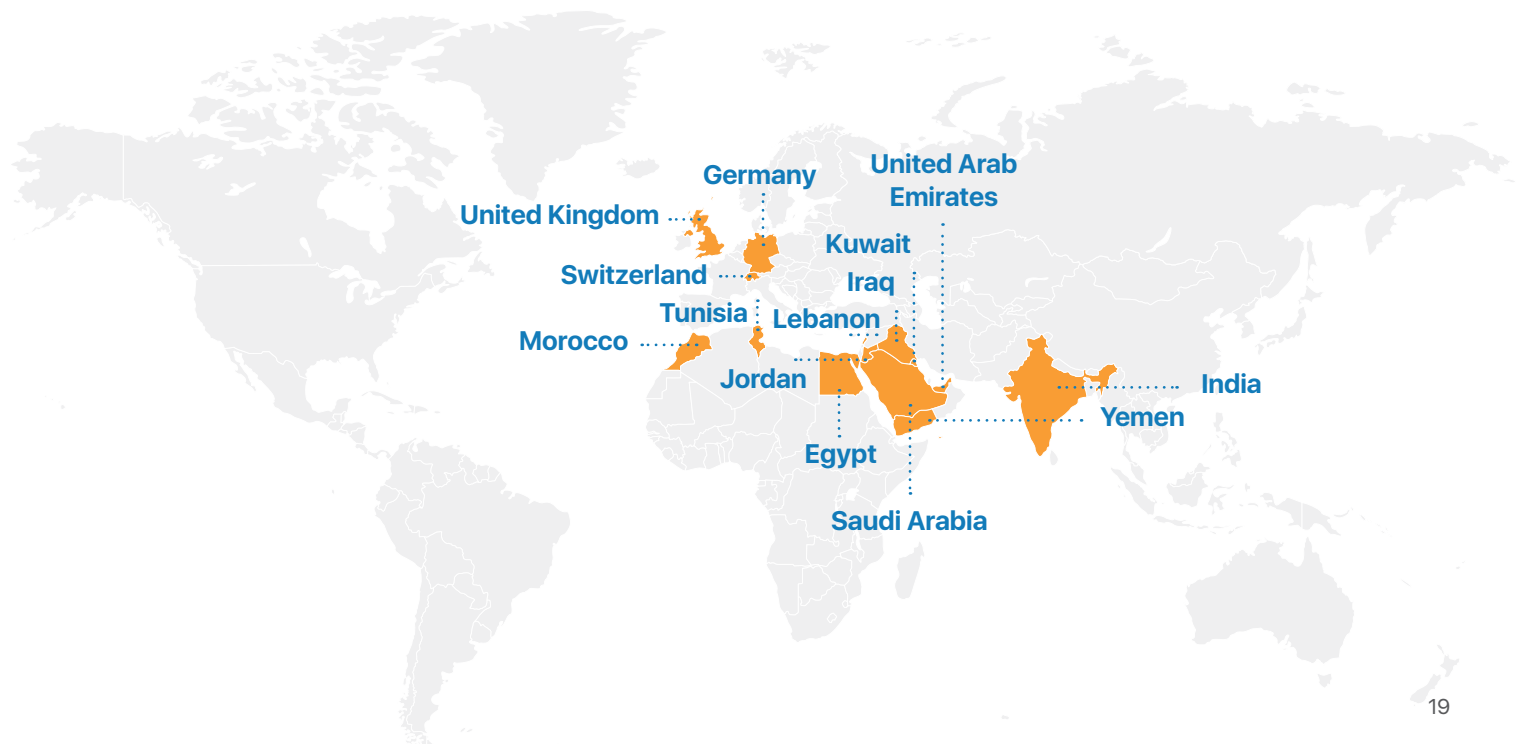 Germany
United Arab
Emirates
United Kingdom
Kuwait
Switzerland
Iraq
Tunisia
Lebanon
Morocco
Jordan
India
Yemen
Egypt
Saudi Arabia
19